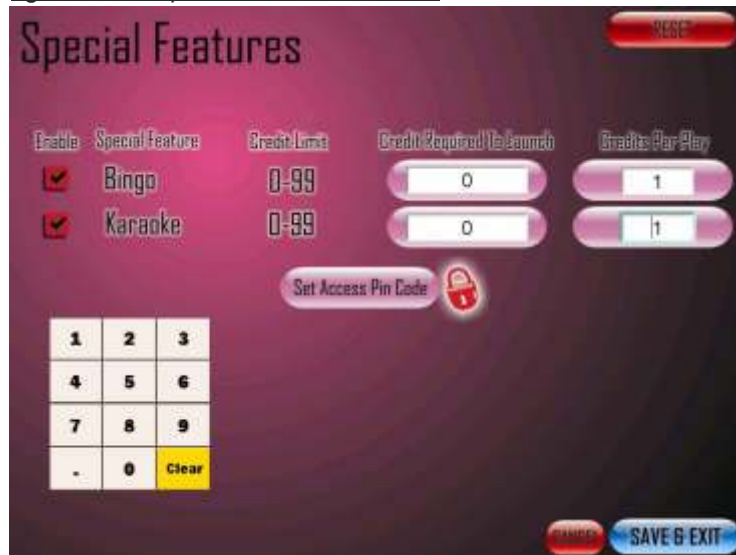 Special Features
RESET
Enable Special Feature Credit Limit Credit Required To Launch Credits Per Play
Bingo 0-99 0 1
Karaoke 0-99 0 1
Set Access Pin Code
1 2 3
4 5 6
7 8 9
. 0 Clear
CANCEL SAVE & EXIT